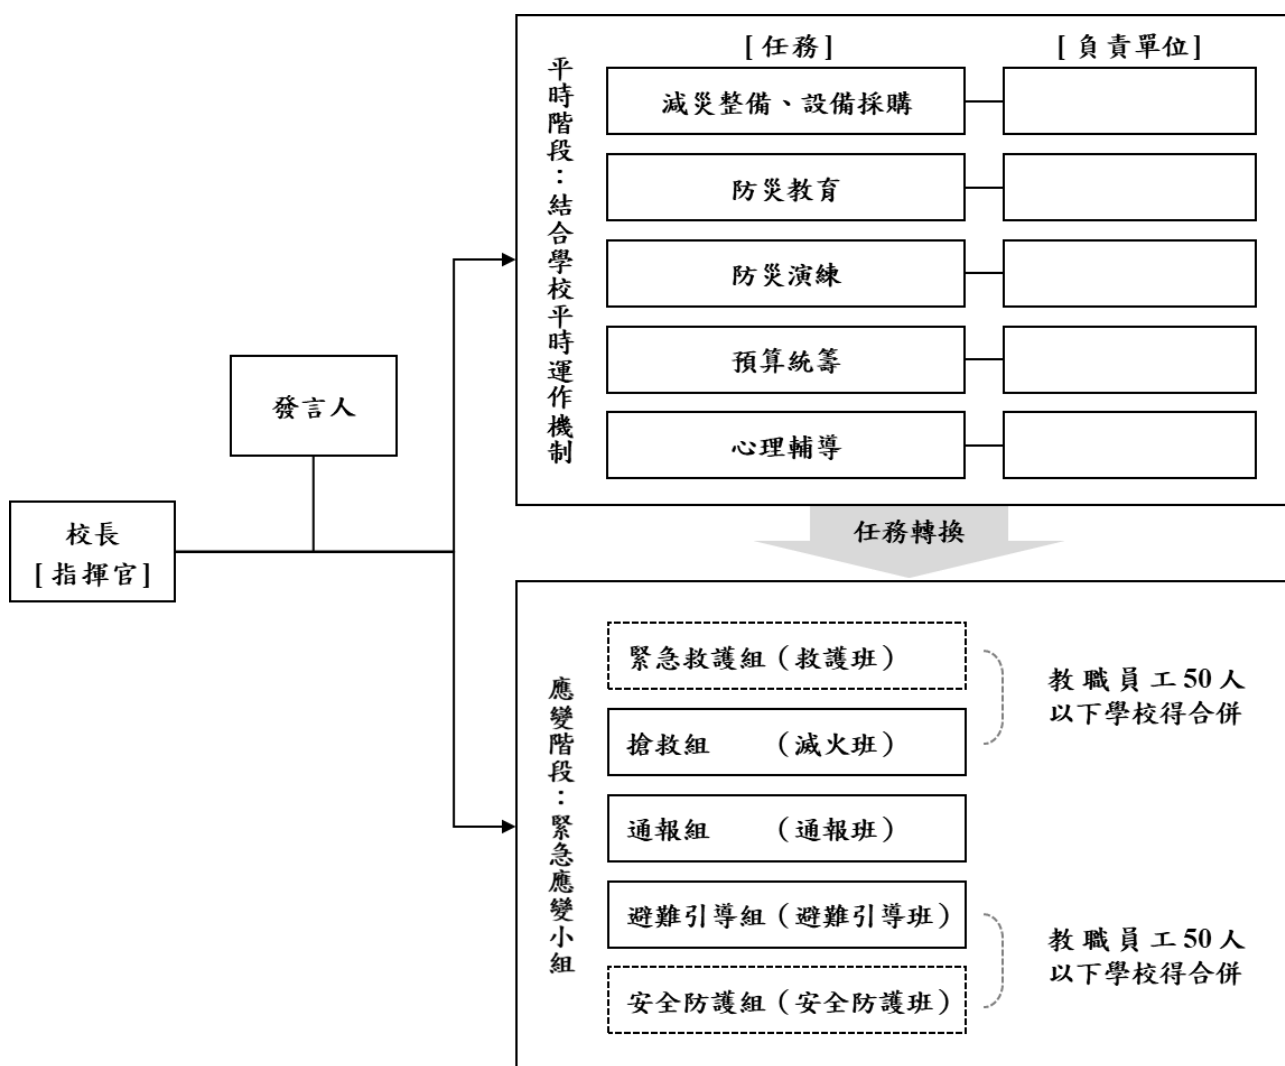 [任務]
[負責單位]
平時階段：結合學校平時運作機制
減災整備、設備採購
防災教育
防災演練
預算統籌
心理輔導
發言人
校長
[指揮官]
任務轉換
應變階段：緊急應變小組
緊急救護組（救護班）
搶救組　　（滅火班）
通報組　　（通報班）
避難引導組（避難引導班）
安全防護組（安全防護班）
教職員工50人
以下學校得合併
教職員工50人
以下學校得合併